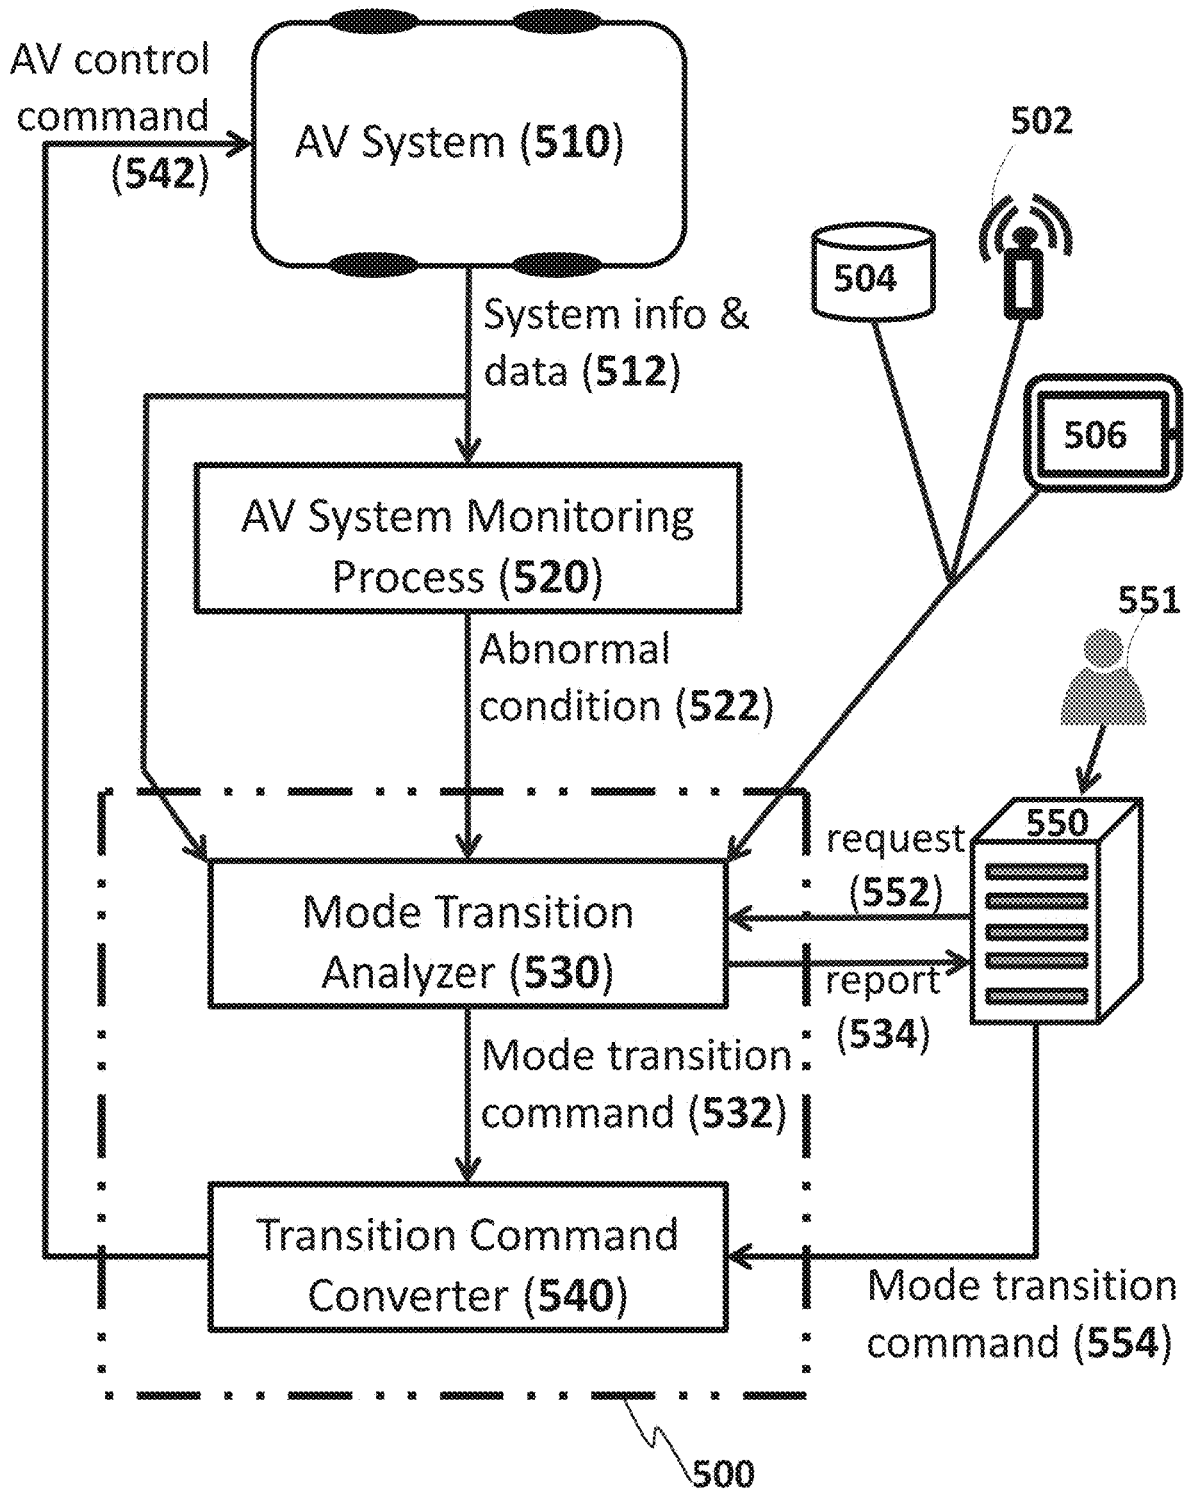 AV control
command
(542)
AV System (510)
502
504
System info &
data (512)
506
AV System Monitoring
Process (520)
551
Abnormal
condition (522)
550
request
(552)
Mode Transition
Analyzer (530)
report
(534)
Mode transition
command (532)
Transition Command
Converter (540)
Mode transition
command (554)
500